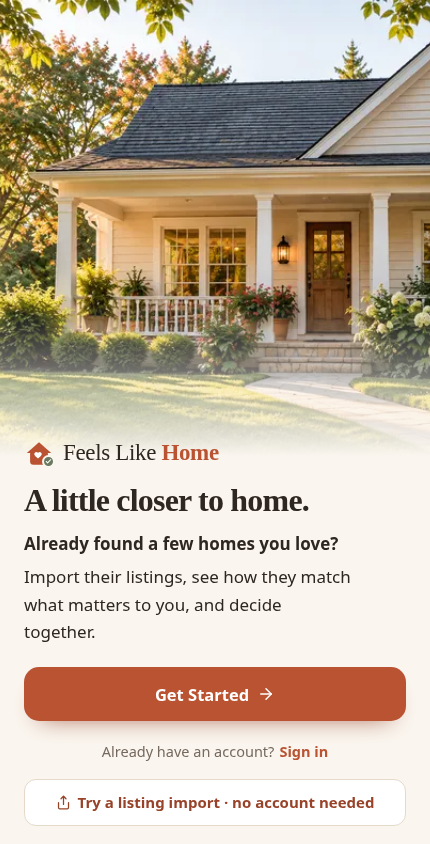 Feels Like Home
A little closer to home.
Already found a few homes you love?
Import their listings, see how they match
what matters to you, and decide
together.
Get Started →
Already have an account? Sign in
Try a listing import · no account needed